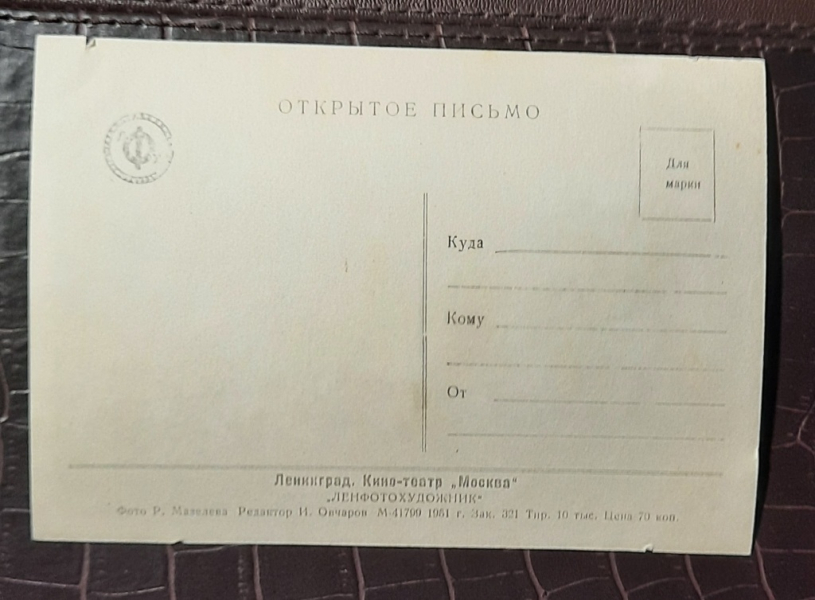 ОТКРЫТОЕ ПИСЬМО
Для
марки
Куда
Кому
От
Ленинград. Кино-театр „Москва“
„ЛЕНФОТОХУДОЖНИК“
Фото Р. Мазелева Редактор И. Овчаров М-41799 1951 г. Зак. 321 Тир. 10 тыс. Цена 70 коп.